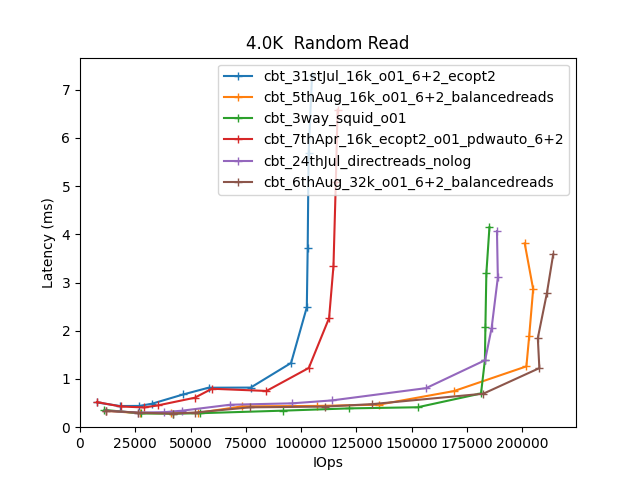 4.0K  Random Read
cbt_31stJul_16k_o01_6+2_ecopt2
cbt_5thAug_16k_o01_6+2_balancedreads
cbt_3way_squid_o01
cbt_7thApr_16k_ecopt2_o01_pdwauto_6+2
cbt_24thJul_directreads_nolog
cbt_6thAug_32k_o01_6+2_balancedreads
Latency (ms)
7
6
5
4
3
2
1
0
0 25000 50000 75000 100000 125000 150000 175000 200000
IOps